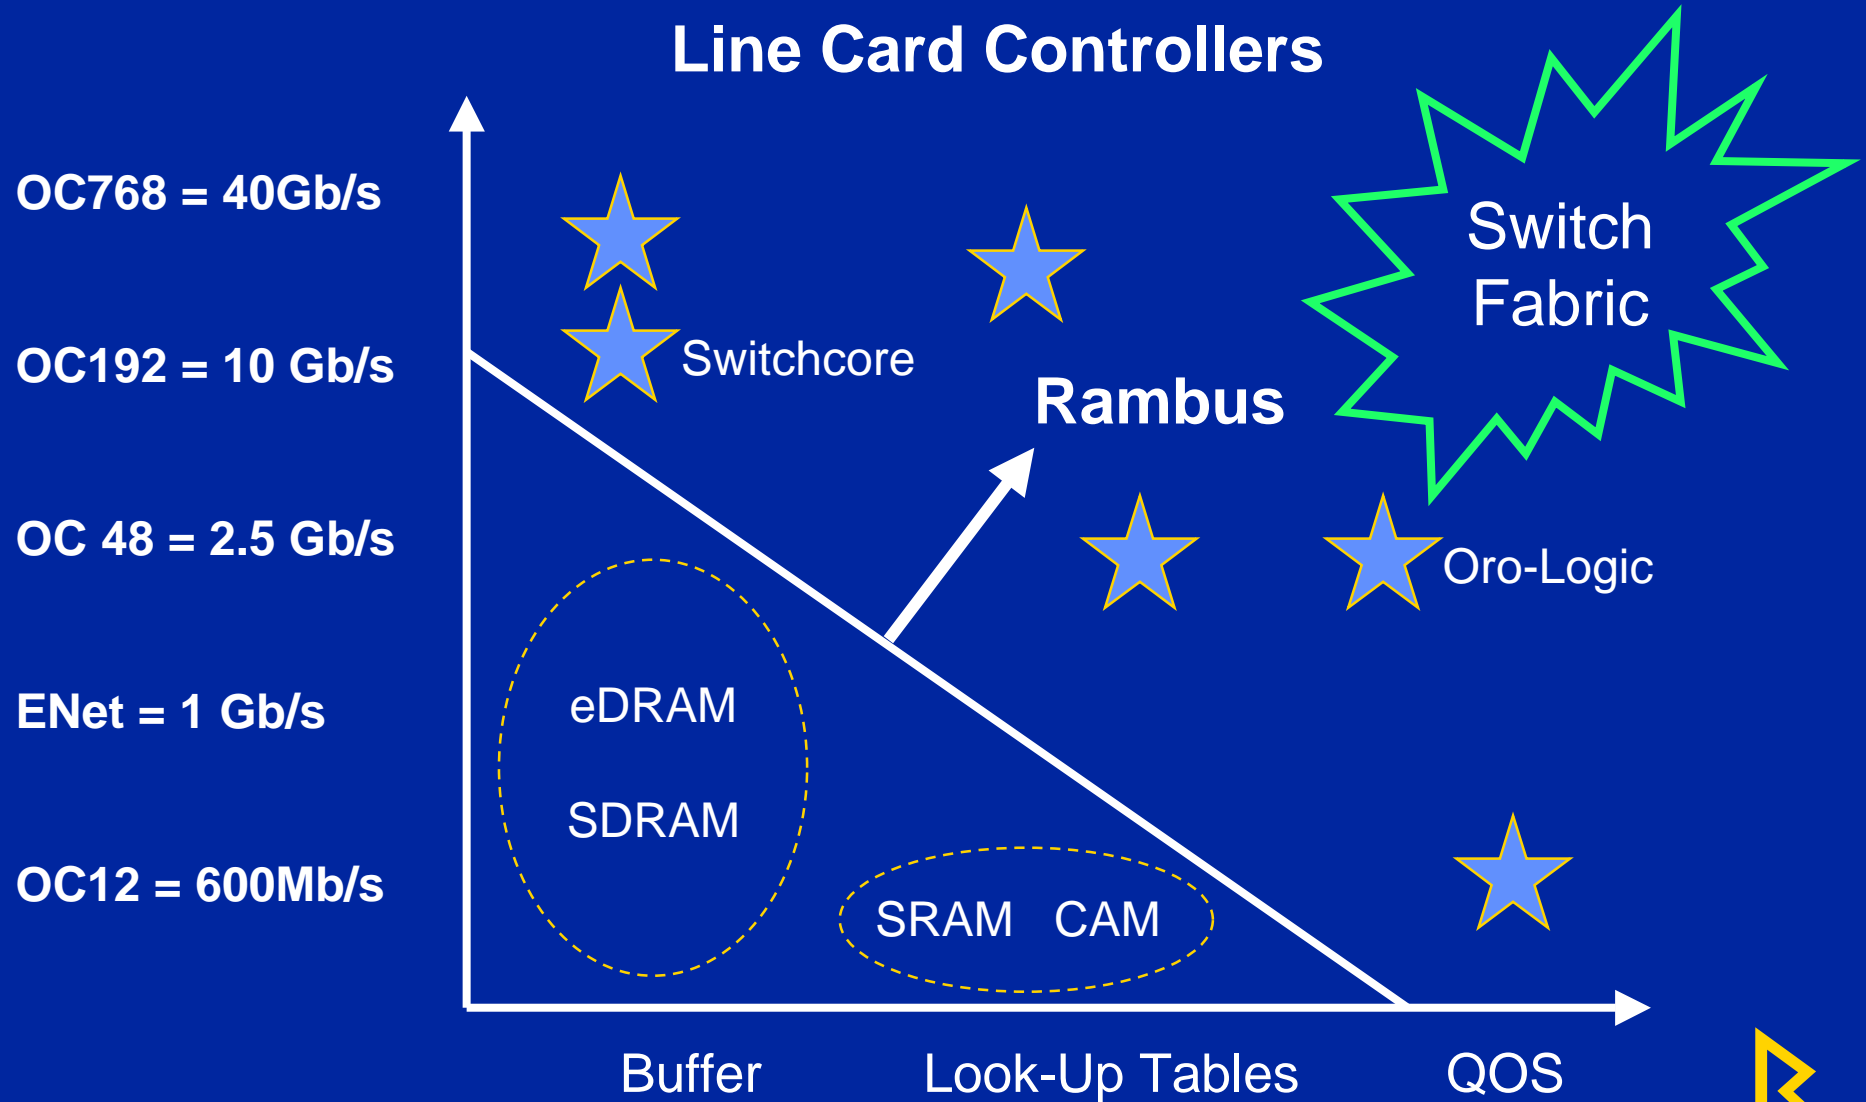 Line Card Controllers
OC768 = 40Gb/s
Switch
Fabric
OC192 = 10 Gb/s
Switchcore
Rambus
OC 48 = 2.5 Gb/s
Oro-Logic
ENet = 1 Gb/s
eDRAM
SDRAM
OC12 = 600Mb/s
SRAM CAM
Buffer Look-Up Tables QOS